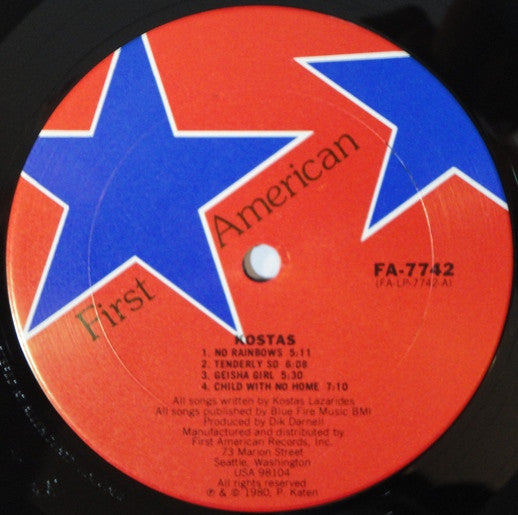 First American
FA-7742
(FA-LP-7742-A)
KOSTAS
1. NO RAINBOWS 5:11
2. TENDERLY SO 6:08
3. GEISHA GIRL 5:30
4. CHILD WITH NO HOME 7:10
All songs written by Kostas Lazarides
All songs published by Blue Fire Music BMI
Produced by Dik Darnell
Manufactured and distributed by
First American Records, Inc.
73 Marion Street
Seattle, Washington
USA 98104
All rights reserved
℗ & © 1980, P. Katen